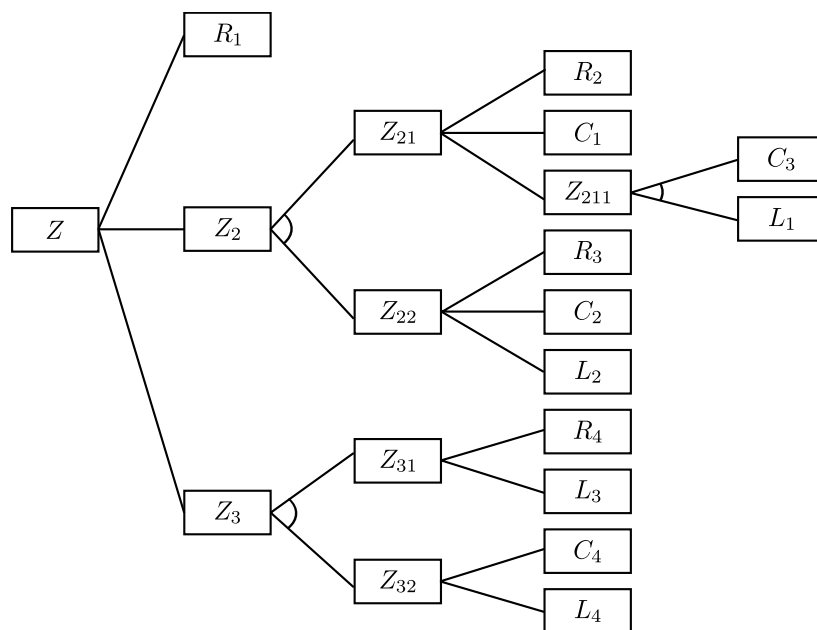 R₁
R₂
Z₂₁
C₁
C₃
Z₂₁₁
L₁
Z
Z₂
R₃
Z₂₂
C₂
L₂
R₄
Z₃₁
L₃
Z₃
C₄
Z₃₂
L₄